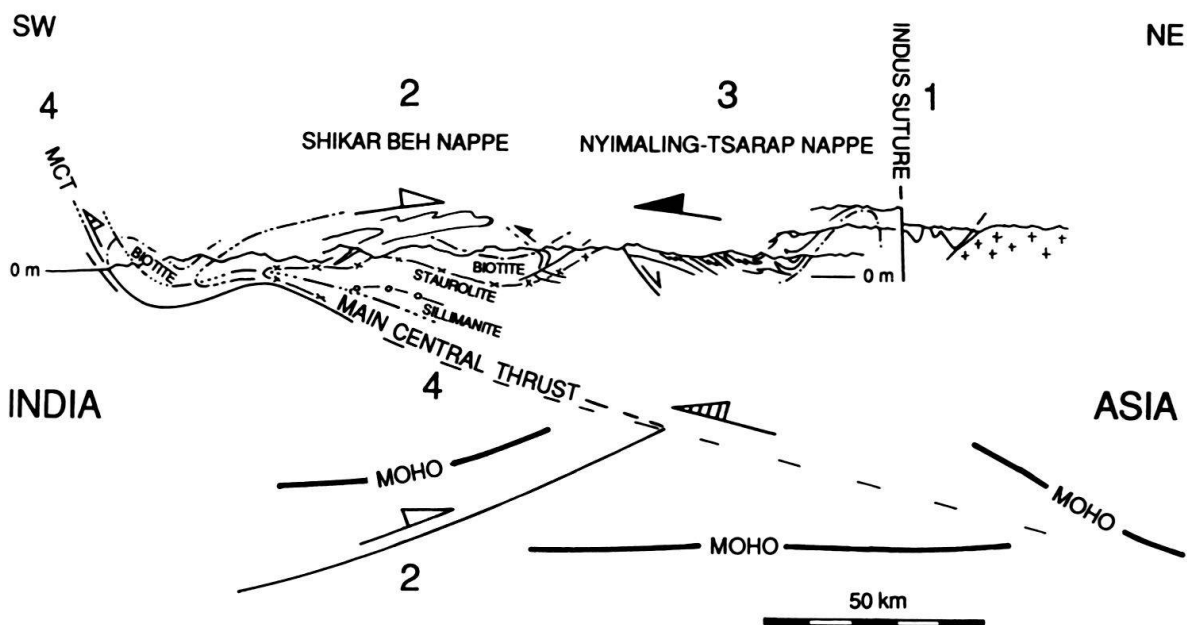 SW
NE
4
2
3
1
INDUS SUTURE
MCT
SHIKAR BEH NAPPE
NYIMALING-TSARAP NAPPE
0 m
BIOTITE
BIOTITE
STAUROLITE
SILLIMANITE
0 m
MAIN CENTRAL THRUST
4
INDIA
ASIA
MOHO
MOHO
MOHO
2
50 km